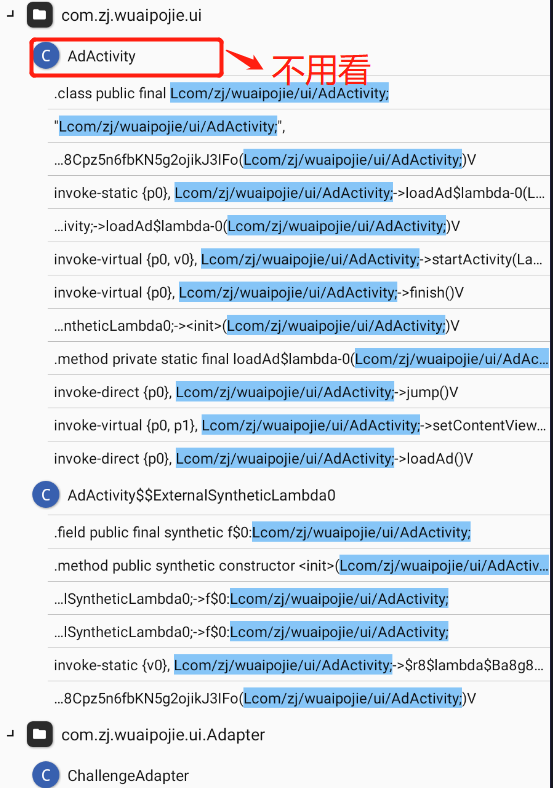 com.zj.wuaipojie.ui
C AdActivity
不用看
.class public final Lcom/zj/wuaipojie/ui/AdActivity;
"Lcom/zj/wuaipojie/ui/AdActivity;",
...8Cpz5n6fbKN5g2ojikJ3IFo(Lcom/zj/wuaipojie/ui/AdActivity;)V
invoke-static {p0}, Lcom/zj/wuaipojie/ui/AdActivity;->loadAd$lambda-0(L...
...ivity;->loadAd$lambda-0(Lcom/zj/wuaipojie/ui/AdActivity;)V
invoke-virtual {p0, v0}, Lcom/zj/wuaipojie/ui/AdActivity;->startActivity(La...
invoke-virtual {p0}, Lcom/zj/wuaipojie/ui/AdActivity;->finish()V
...ntheticLambda0;-><init>(Lcom/zj/wuaipojie/ui/AdActivity;)V
.method private static final loadAd$lambda-0(Lcom/zj/wuaipojie/ui/AdAc...
invoke-direct {p0}, Lcom/zj/wuaipojie/ui/AdActivity;->jump()V
invoke-virtual {p0, p1}, Lcom/zj/wuaipojie/ui/AdActivity;->setContentView...
invoke-direct {p0}, Lcom/zj/wuaipojie/ui/AdActivity;->loadAd()V
C AdActivity$$ExternalSyntheticLambda0
.field public final synthetic f$0:Lcom/zj/wuaipojie/ui/AdActivity;
.method public synthetic constructor <init>(Lcom/zj/wuaipojie/ui/AdActiv...
...lSyntheticLambda0;->f$0:Lcom/zj/wuaipojie/ui/AdActivity;
...lSyntheticLambda0;->f$0:Lcom/zj/wuaipojie/ui/AdActivity;
invoke-static {v0}, Lcom/zj/wuaipojie/ui/AdActivity;->$r8$lambda$Ba8g8...
...8Cpz5n6fbKN5g2ojikJ3IFo(Lcom/zj/wuaipojie/ui/AdActivity;)V
com.zj.wuaipojie.ui.Adapter
C ChallengeAdapter